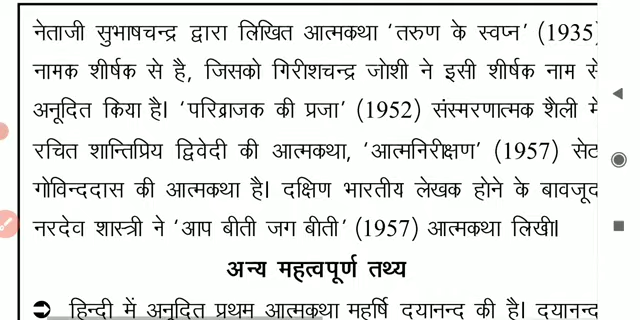 नेताजी सुभाषचन्द्र द्वारा लिखित आत्मकथा ‘तरुण के स्वप्न’ (1935)
नामक शीर्षक से है, जिसको गिरीशचन्द्र जोशी ने इसी शीर्षक नाम से
अनूदित किया है। ‘परिव्राजक की प्रजा’ (1952) संस्मरणात्मक शैली में
रचित शान्तिप्रिय द्विवेदी की आत्मकथा, ‘आत्मनिरीक्षण’ (1957) सेठ
गोविन्ददास की आत्मकथा है। दक्षिण भारतीय लेखक होने के बावजूद
नरदेव शास्त्री ने ‘आप बीती जग बीती’ (1957) आत्मकथा लिखी।
अन्य महत्वपूर्ण तथ्य
➲ हिन्दी में अनूदित प्रथम आत्मकथा महर्षि दयानन्द की है। दयानन्द